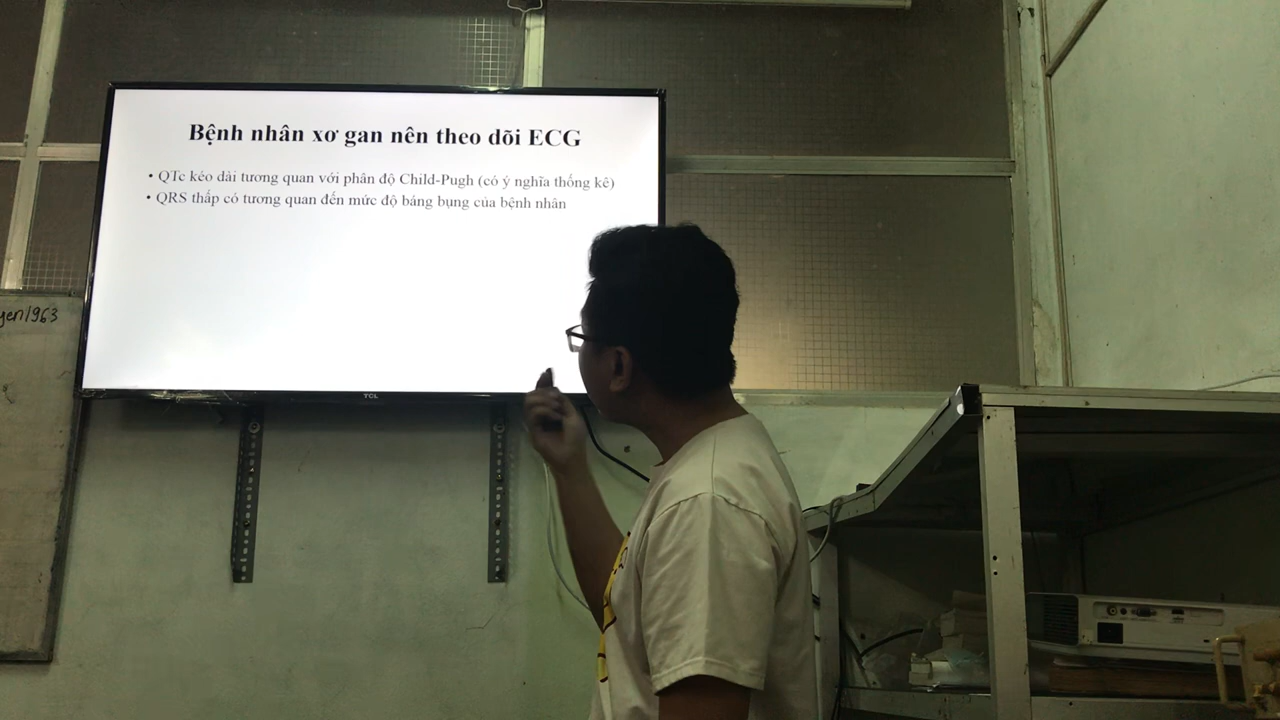 Bệnh nhân xơ gan nên theo dõi ECG
• QTc kéo dài tương quan với phân độ Child-Pugh (có ý nghĩa thống kê)
• QRS thấp có tương quan đến mức độ báng bụng của bệnh nhân
yen1963
TCL